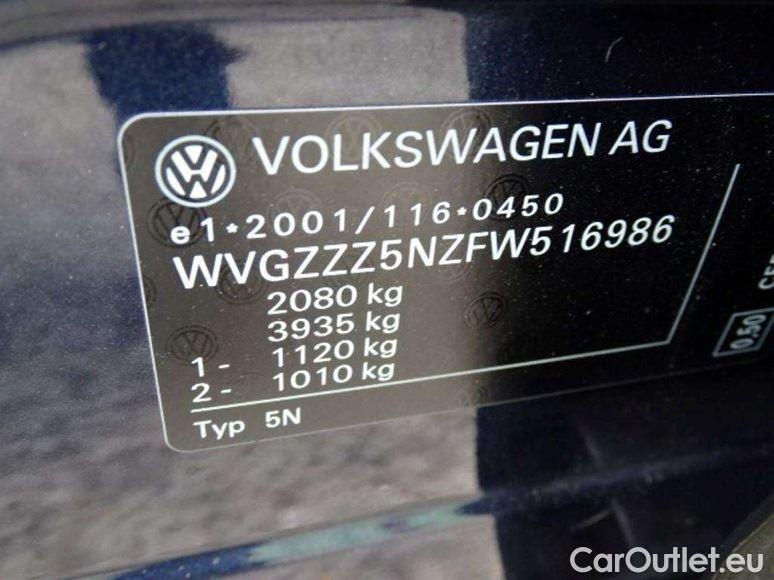 VOLKSWAGEN AG
e1*2001/116*0450
WVGZZZ5NZFW516986
2080 kg
3935 kg
1- 1120 kg
2- 1010 kg
Typ 5N
0,50
CarOutlet.eu